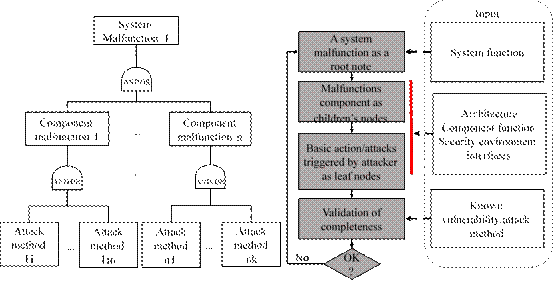 System
Malfunction 1
Component
malfunction 1
...
Component
malfunction n
Attack
method
11
...
Attack
method
1m
Attack
method
n1
...
Attack
method
nk
A system
malfunction as a
root note
Malfunctions
component as
children's nodes
Basic action/attacks
triggered by attacker
as leaf nodes
Validation of
completeness
No
OK
?
Input
System function
Architecture
Component function
Security environment
interfaces
Known
vulnerability/attack
method